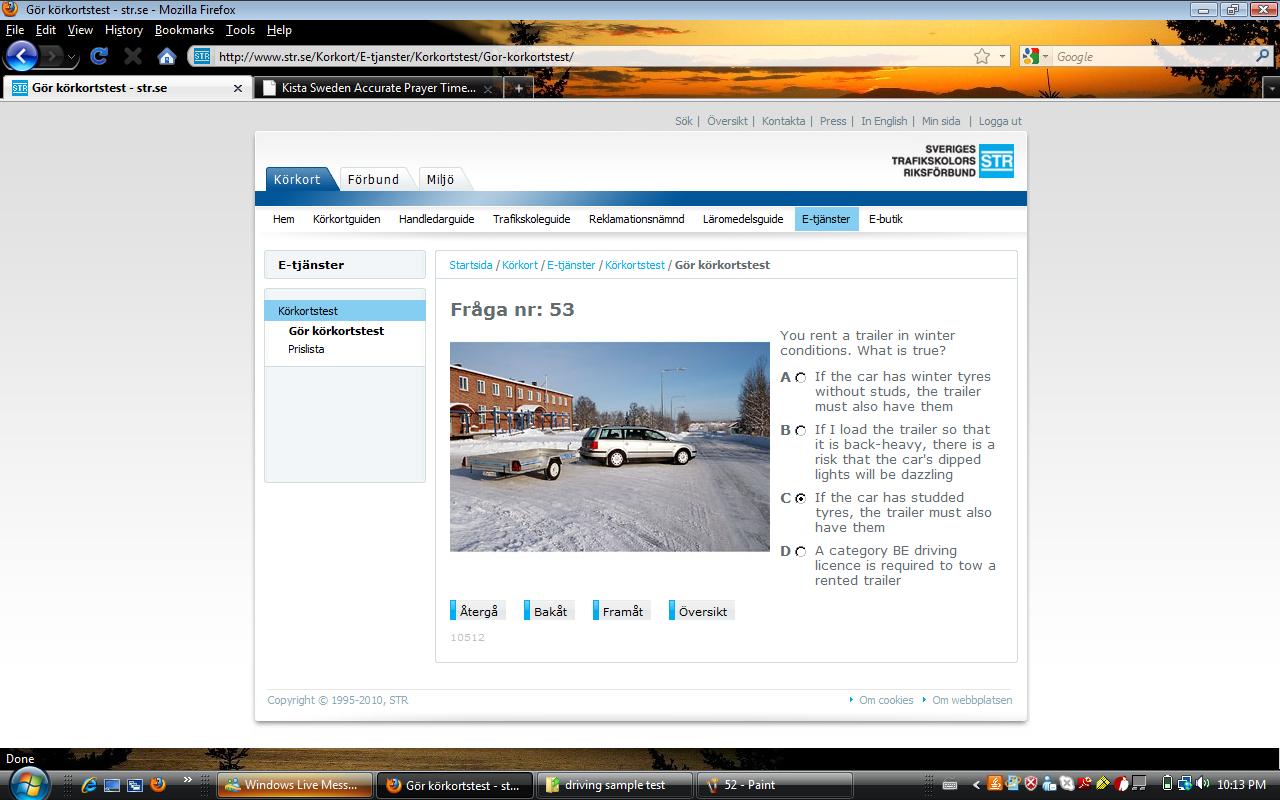 Gör körkortstest - str.se - Mozilla Firefox
File Edit View History Bookmarks Tools Help
STR http://www.str.se/Korkort/E-tjanster/Korkortstest/Gor-korkortstest/ Google
STR Gör körkortstest - str.se Kista Sweden Accurate Prayer Time...
Sök | Översikt | Kontakta | Press | In English | Min sida | Logga ut
SVERIGES
TRAFIKSKOLORS STR
RIKSFÖRBUND
Körkort Förbund Miljö
Hem Körkortguiden Handledarguide Trafikskoleguide Reklamationsnämnd Läromedelsguide E-tjänster E-butik
E-tjänster
Körkortstest
Gör körkortstest
Prislista
Startsida / Körkort / E-tjänster / Körkortstest / Gör körkortstest
Fråga nr: 53
You rent a trailer in winter
conditions. What is true?
A If the car has winter tyres
without studs, the trailer
must also have them
B If I load the trailer so that
it is back-heavy, there is a
risk that the car's dipped
lights will be dazzling
C If the car has studded
tyres, the trailer must also
have them
D A category BE driving
licence is required to tow a
rented trailer
Återgå Bakåt Framåt Översikt
10512
Copyright © 1995-2010, STR Om cookies Om webbplatsen
Done
Windows Live Mess... Gör körkortstest - st... driving sample test 52 - Paint 10:13 PM